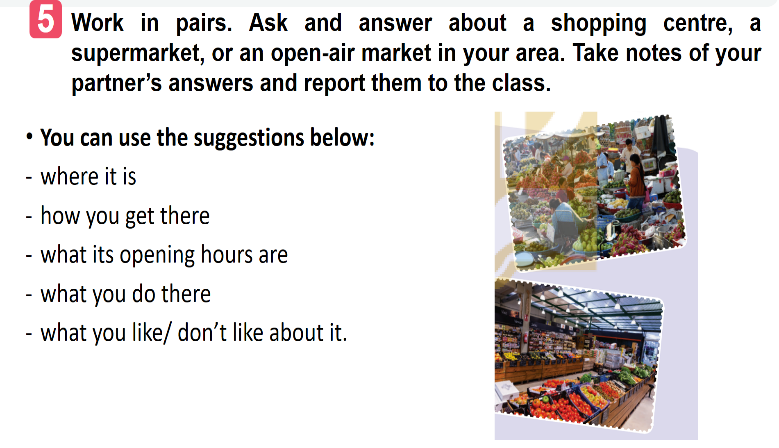 5 Work in pairs. Ask and answer about a shopping centre, a
supermarket, or an open-air market in your area. Take notes of your
partner’s answers and report them to the class.
• You can use the suggestions below:
- where it is
- how you get there
- what its opening hours are
- what you do there
- what you like/ don’t like about it.